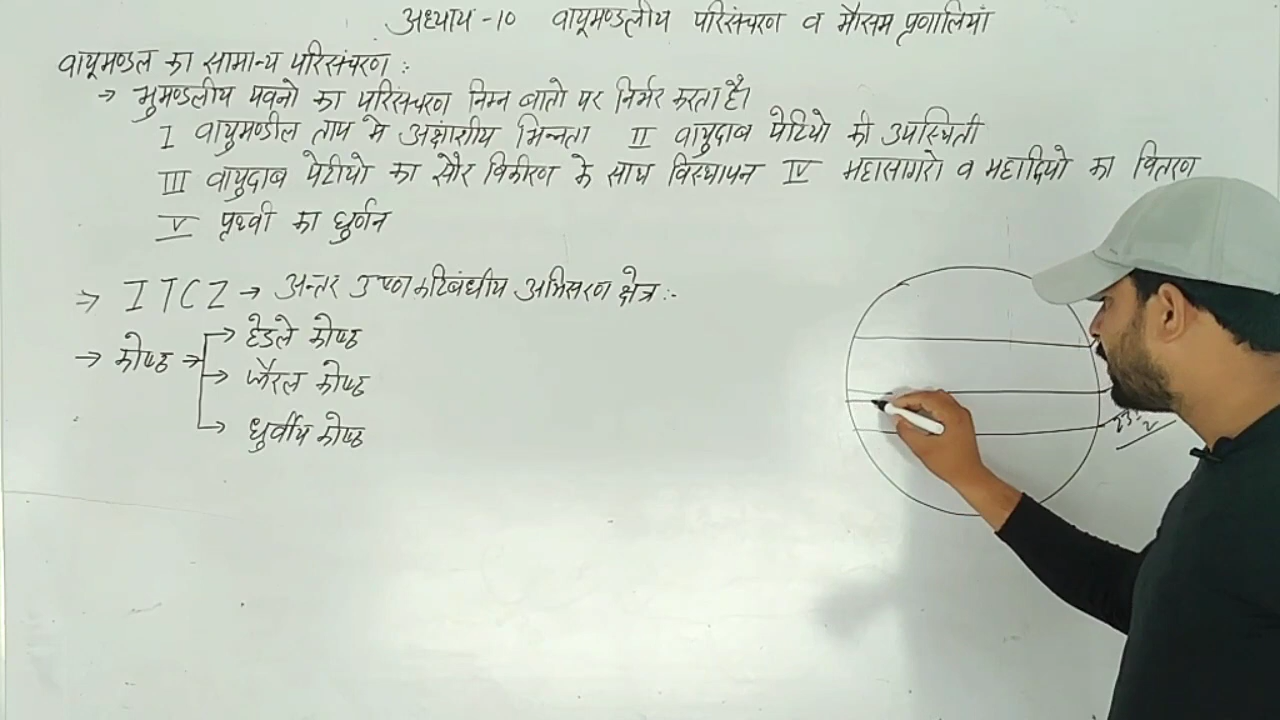 अध्याय -10 वायूमण्डलीय परिसंचरण व मौसम प्रणालियां
वायूमण्डल का सामान्य परिसंचरण :
→ भुमण्डलीय पवनो का परिसंचरण निम्न बातो पर निर्भर करता है।
I वायुमण्डील ताप मे अक्षांशीय भिन्नता II वायुदाब पेटियो की उपस्थिती
III वायुदाब पेटीयो का सौर विकीरण के साथ विस्थापन IV महासागरो व महाद्विपो का वितरण
V पृथ्वी का घुर्णन
⇒ ITCZ → अन्तर उष्ण कटिबंधीय अभिसरण क्षेत्र :-
→ कोष्ठ → → हेडले कोष्ठ
→ फैरल कोष्ठ
→ ध्रुर्वीय कोष्ठ